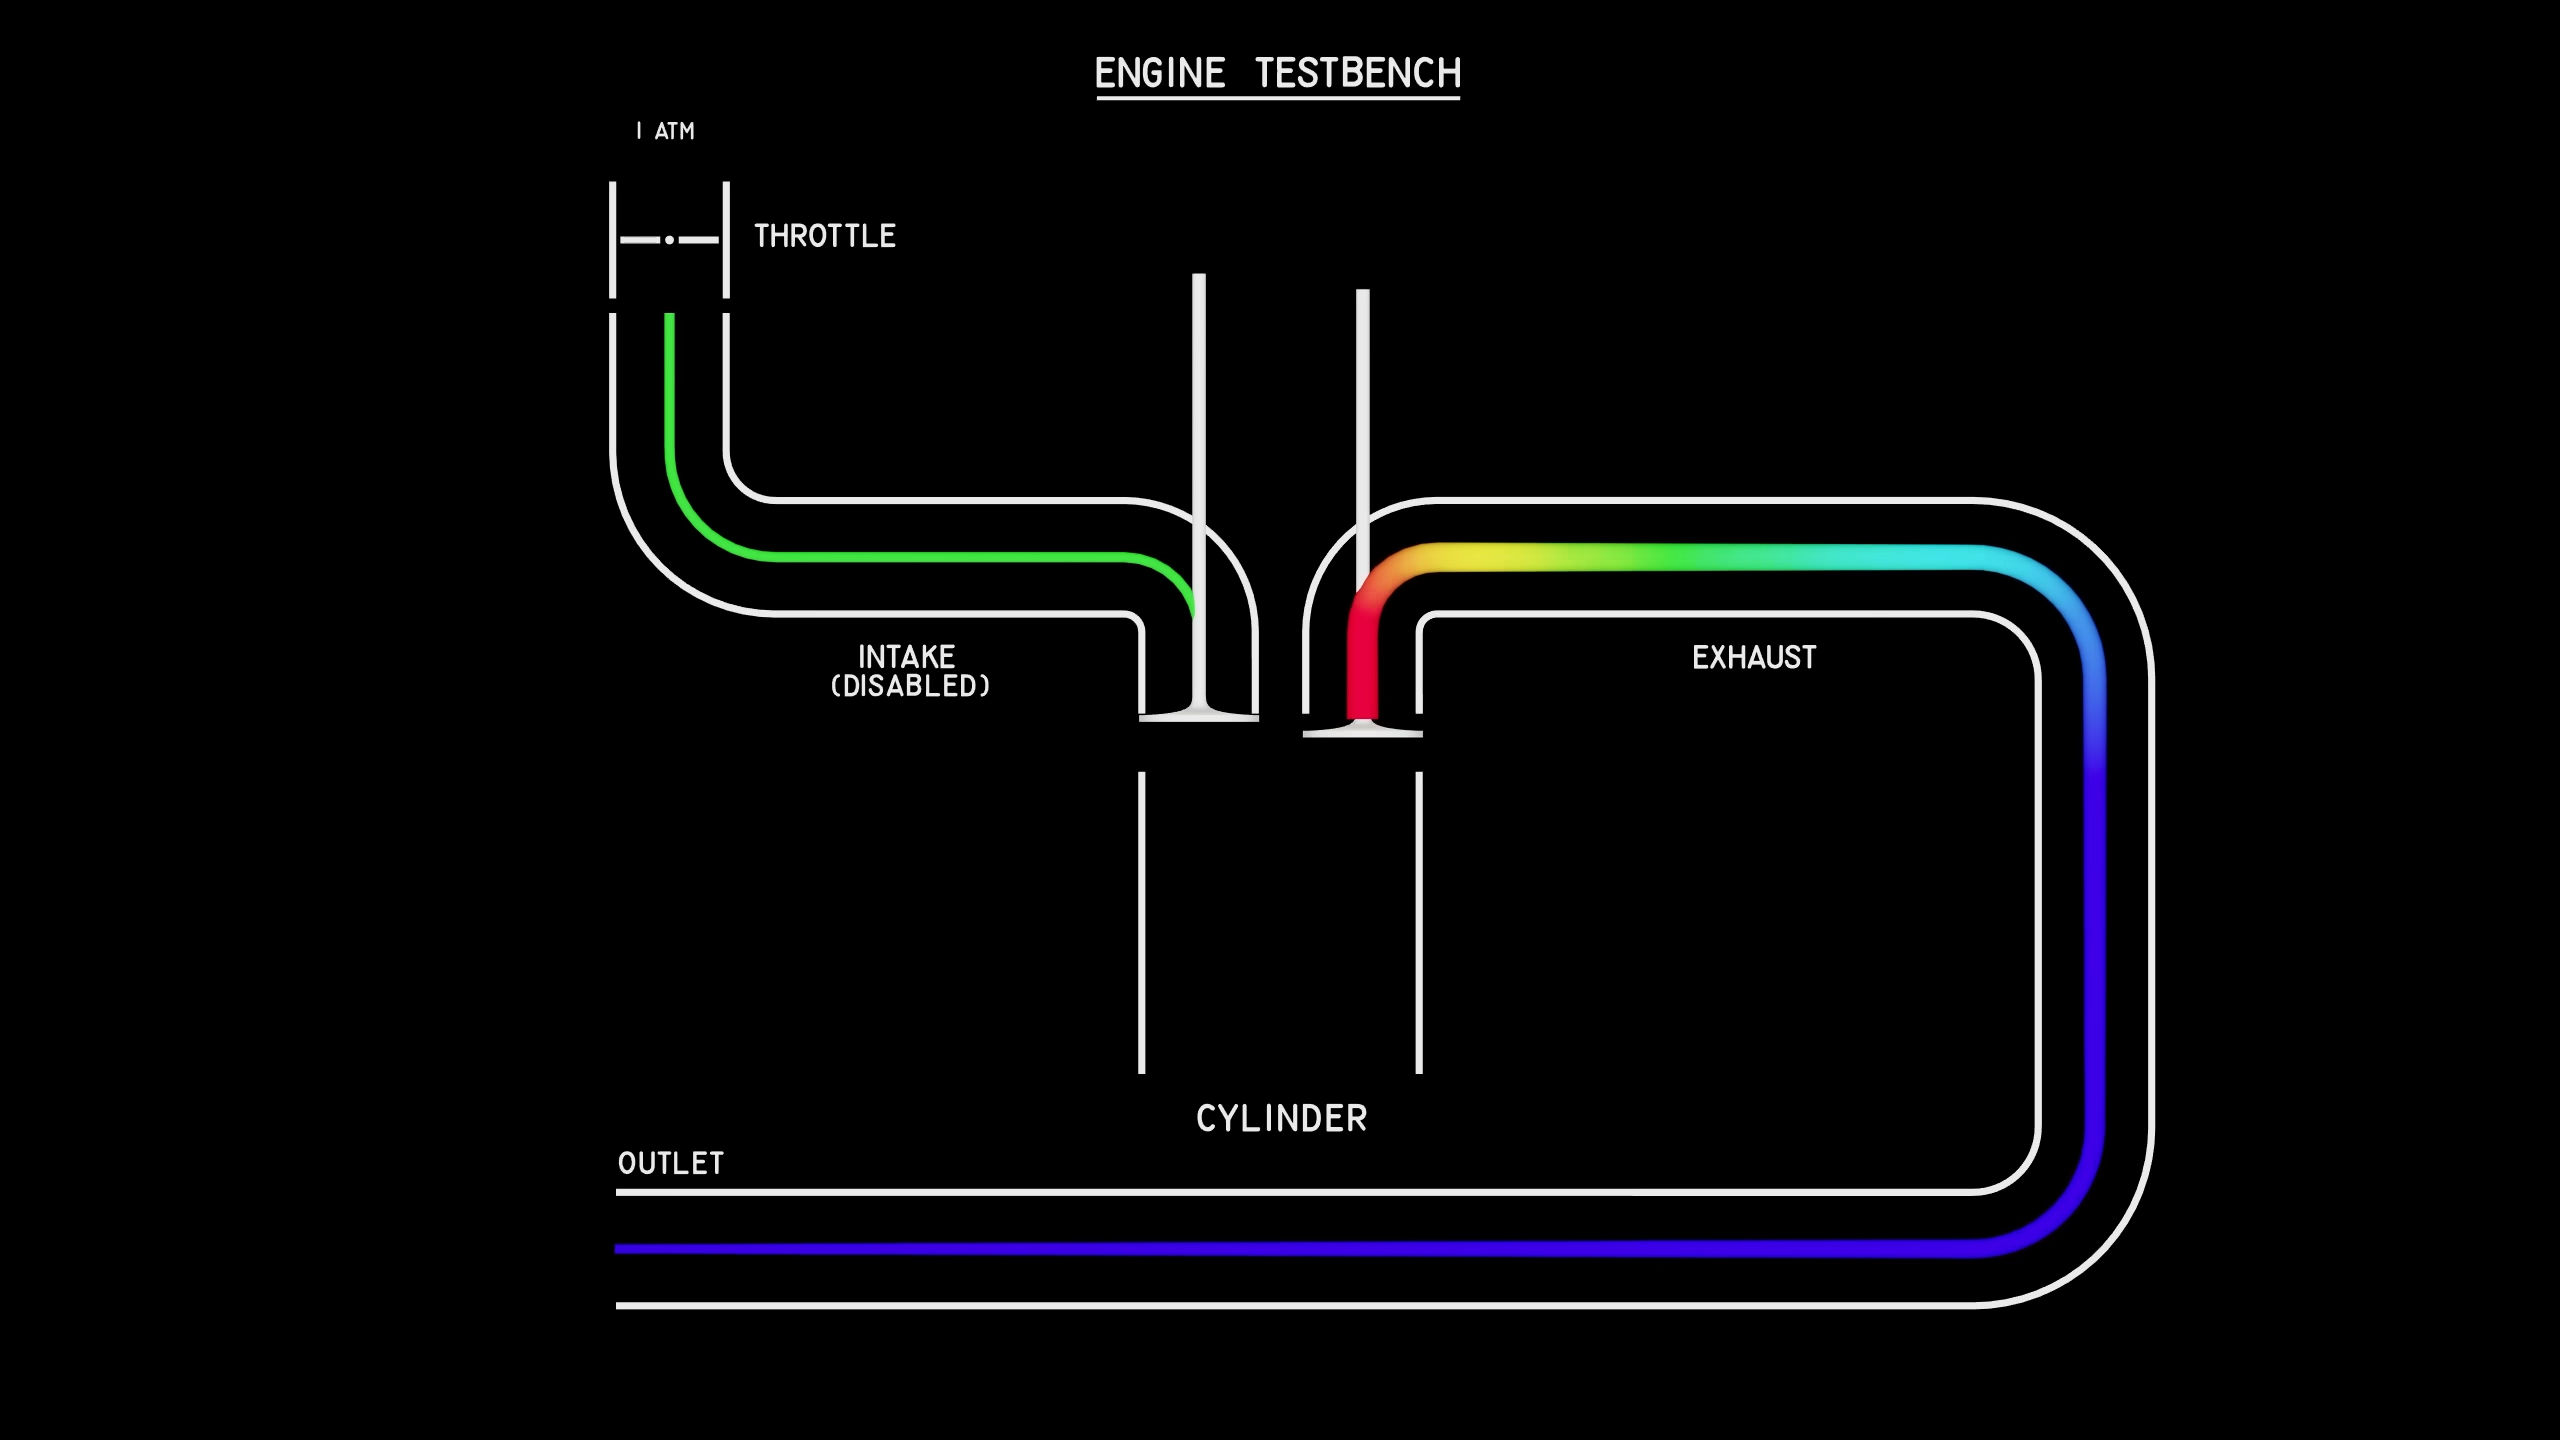 ENGINE TESTBENCH
1 ATM
THROTTLE
INTAKE
(DISABLED)
EXHAUST
CYLINDER
OUTLET